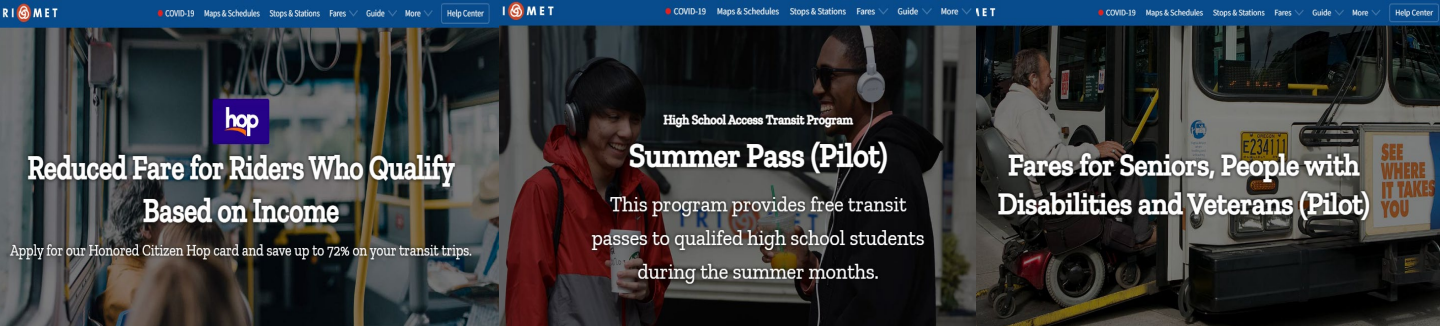 RI MET
COVID-19 Maps & Schedules Stops & Stations Fares Guide More Help Center
hop
Reduced Fare for Riders Who Qualify
Based on Income
Apply for our Honored Citizen Hop card and save up to 72% on your transit trips.
I MET
COVID-19 Maps & Schedules Stops & Stations Fares Guide More
High School Access Transit Program
Summer Pass (Pilot)
This program provides free transit
passes to qualifed high school students
during the summer months.
MET
COVID-19 Maps & Schedules Stops & Stations Fares Guide More Help Center
Fares for Seniors, People with
Disabilities and Veterans (Pilot)
E234111
SEE
WHERE
IT TAKES
YOU